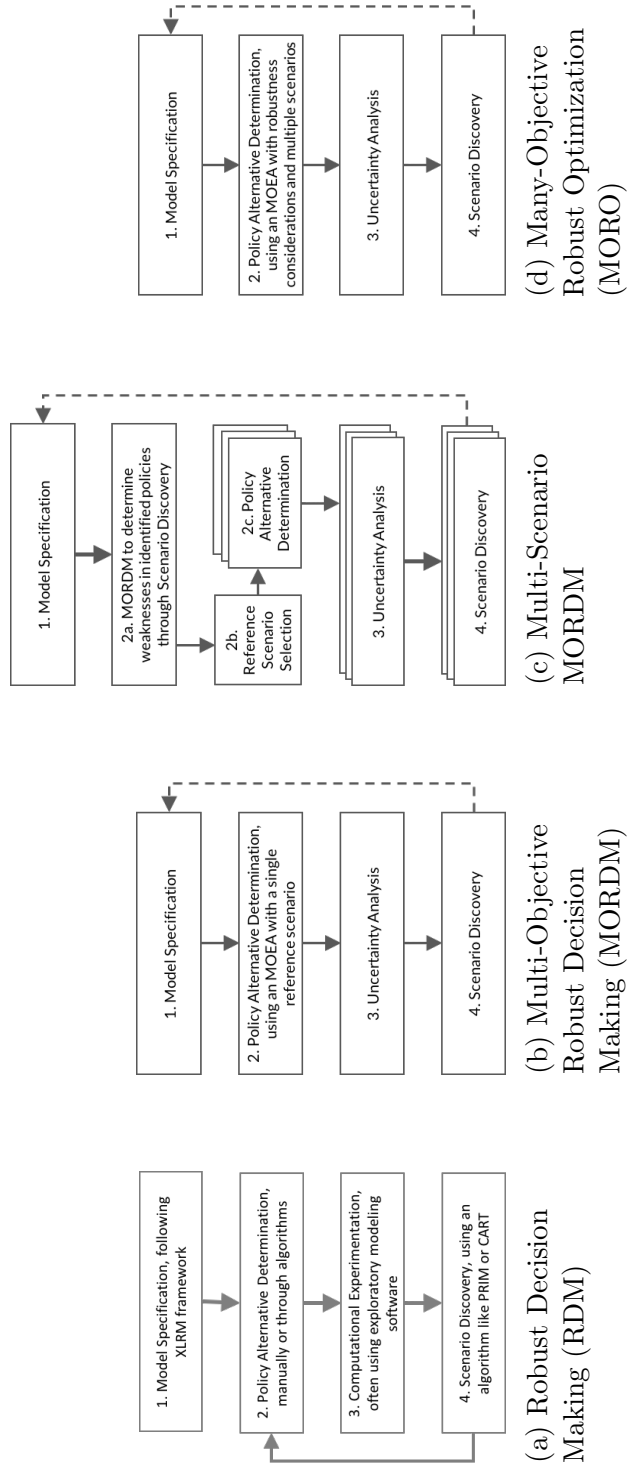 1. Model Specification, following
XLRM framework
2. Policy Alternative Determination,
manually or through algorithms
3. Computational Experimentation,
often using exploratory modeling
software
4. Scenario Discovery, using an
algorithm like PRIM or CART
(a) Robust Decision
Making (RDM)
1. Model Specification
2. Policy Alternative Determination,
using an MOEA with a single
reference scenario
3. Uncertainty Analysis
4. Scenario Discovery
(b) Multi-Objective
Robust Decision
Making (MORDM)
1. Model Specification
2a. MORDM to determine
weaknesses in identified policies
through Scenario Discovery
2b.
Reference
Scenario
Selection
2c. Policy
Alternative
Determination
3. Uncertainty Analysis
4. Scenario Discovery
(c) Multi-Scenario
MORDM
1. Model Specification
2. Policy Alternative Determination,
using an MOEA with robustness
considerations and multiple scenarios
3. Uncertainty Analysis
4. Scenario Discovery
(d) Many-Objective
Robust Optimization
(MORO)